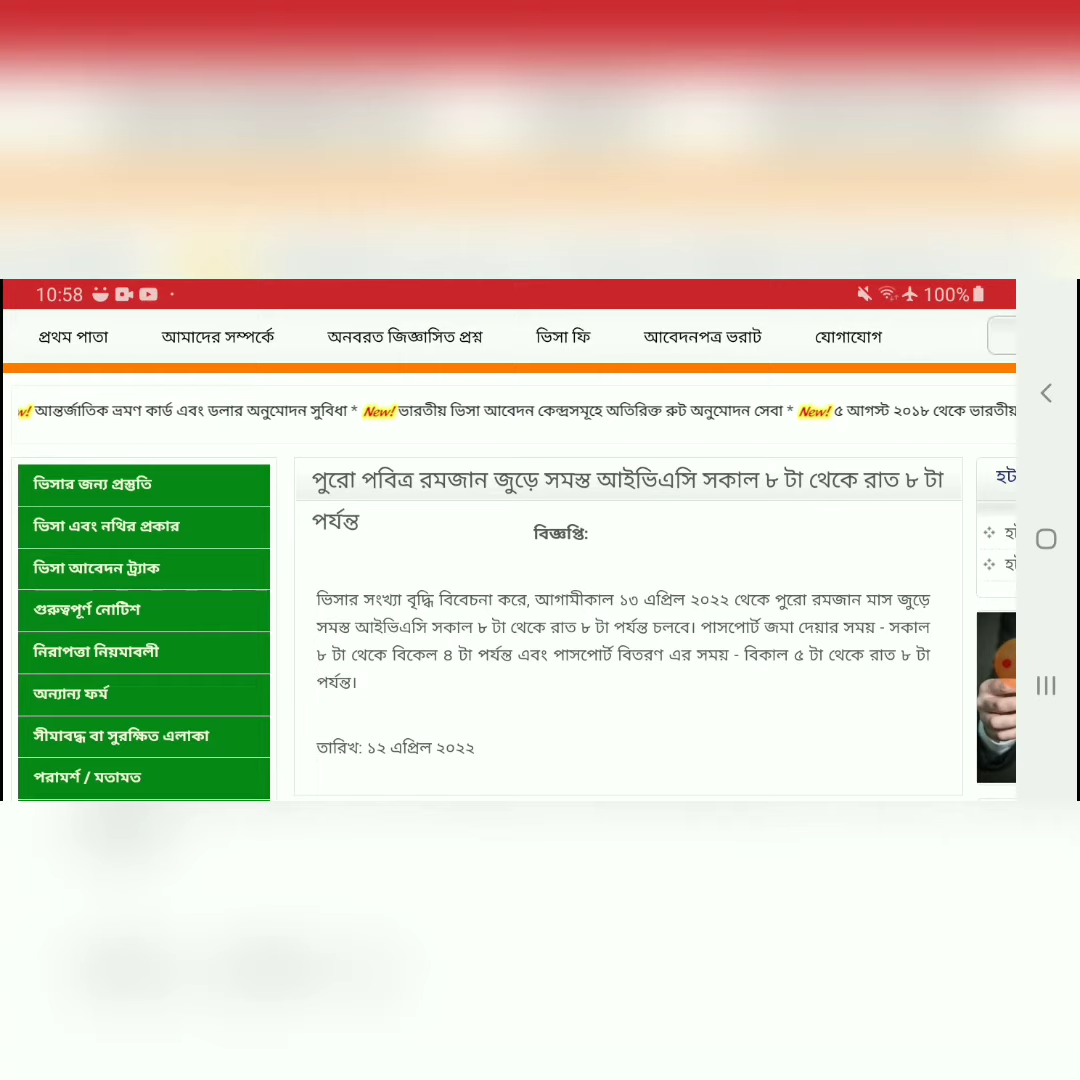 10:58
100%
প্রথম পাতা আমাদের সম্পর্কে অনবরত জিজ্ঞাসিত প্রশ্ন ভিসা ফি আবেদনপত্র ভরাট যোগাযোগ
w! আন্তর্জাতিক ভ্রমণ কার্ড এবং ডলার অনুমোদন সুবিধা * New! ভারতীয় ভিসা আবেদন কেন্দ্রসমূহে অতিরিক্ত রুট অনুমোদন সেবা * New! ৫ আগস্ট ২০১৮ থেকে ভারতীয়
ভিসার জন্য প্রস্তুতি
ভিসা এবং নথির প্রকার
ভিসা আবেদন ট্র্যাক
গুরুত্বপূর্ণ নোটিশ
নিরাপত্তা নিয়মাবলী
অন্যান্য ফর্ম
সীমাবদ্ধ বা সুরক্ষিত এলাকা
পরামর্শ / মতামত
পুরো পবিত্র রমজান জুড়ে সমস্ত আইভিএসি সকাল ৮ টা থেকে রাত ৮ টা
পর্যন্ত
বিজ্ঞপ্তি:
ভিসার সংখ্যা বৃদ্ধি বিবেচনা করে, আগামীকাল ১৩ এপ্রিল ২০২২ থেকে পুরো রমজান মাস জুড়ে
সমস্ত আইভিএসি সকাল ৮ টা থেকে রাত ৮ টা পর্যন্ত চলবে। পাসপোর্ট জমা দেয়ার সময় - সকাল
৮ টা থেকে বিকেল ৪ টা পর্যন্ত এবং পাসপোর্ট বিতরণ এর সময় - বিকাল ৫ টা থেকে রাত ৮ টা
পর্যন্ত।
তারিখ: ১২ এপ্রিল ২০২২
হট